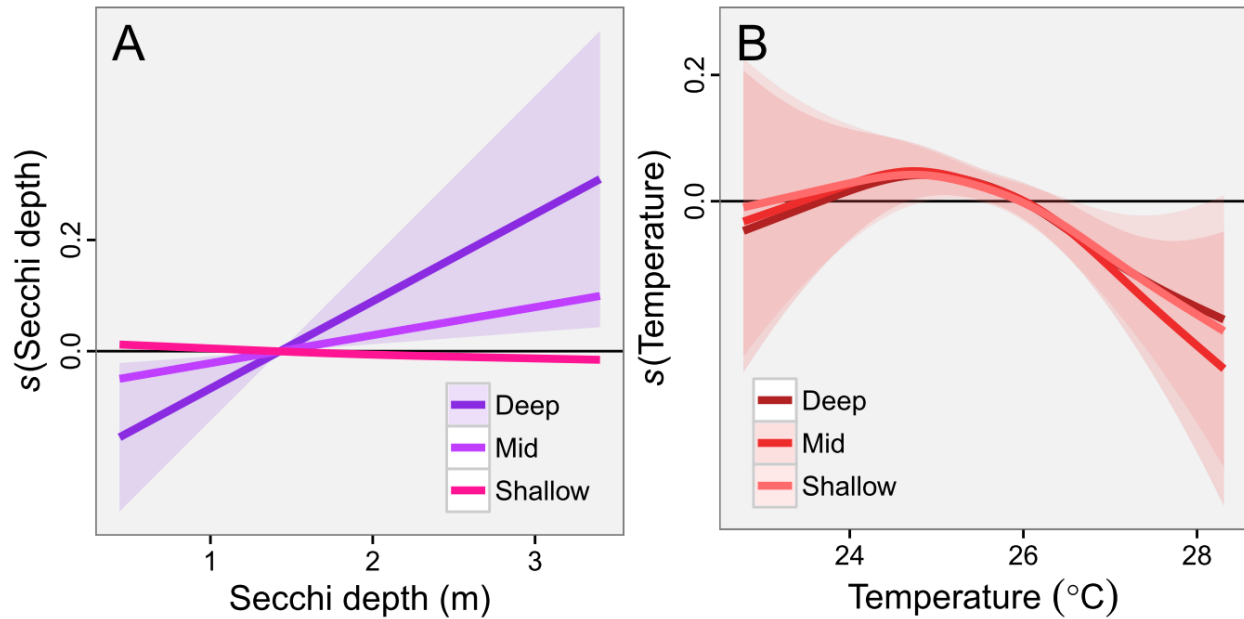 A
s(Secchi depth)
0.2
0.0
Deep
Mid
Shallow
1
2
3
Secchi depth (m)
B
s(Temperature)
0.2
0.0
Deep
Mid
Shallow
24
26
28
Temperature (°C)